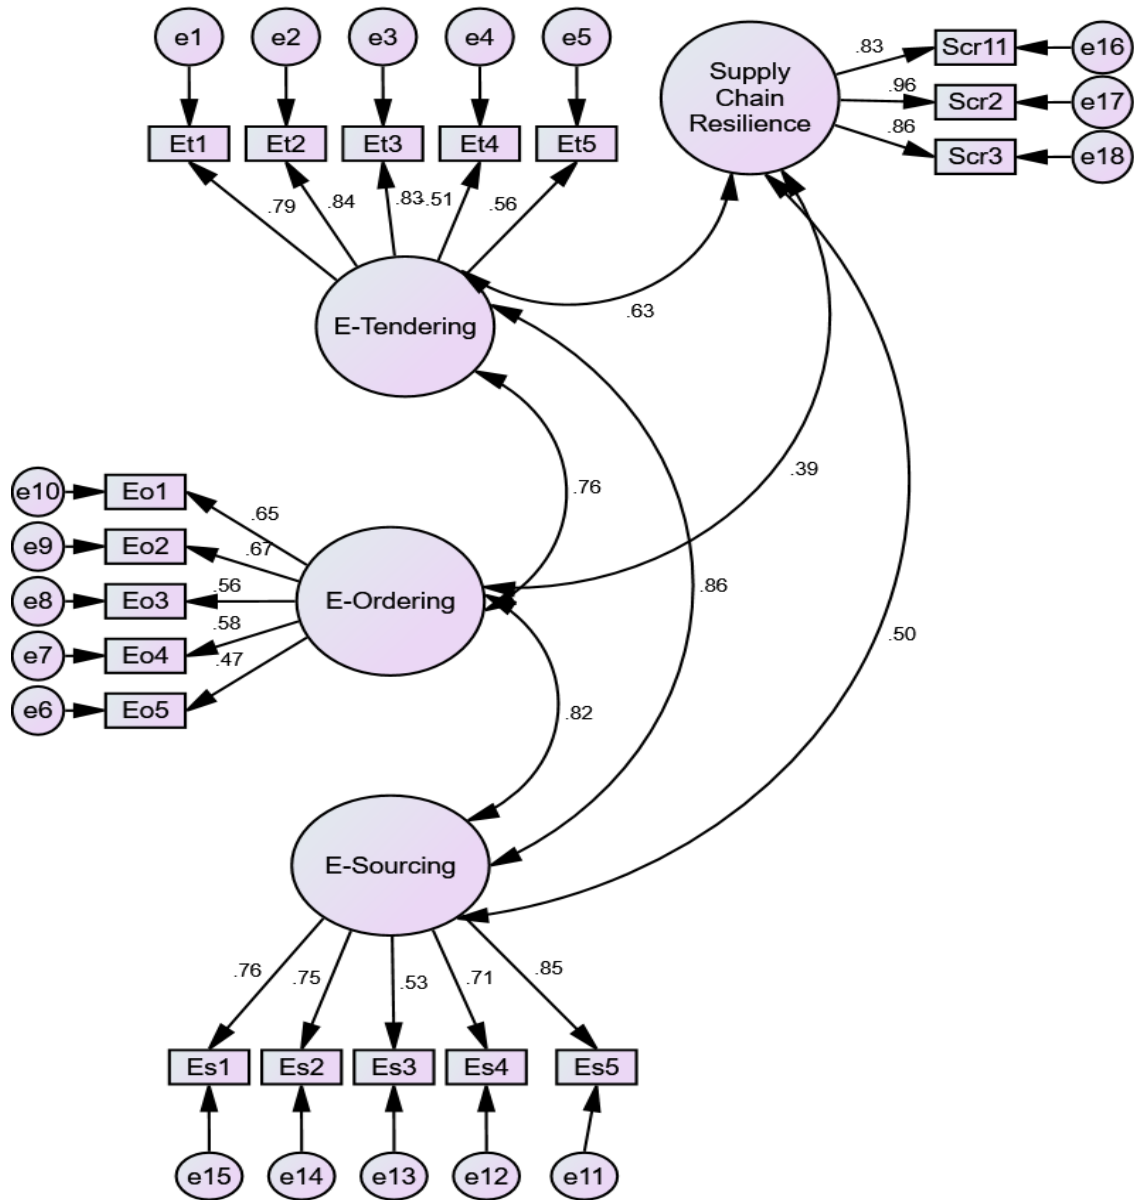 e1 e2 e3 e4 e5
Et1 Et2 Et3 Et4 Et5
.79 .84 .83 .51 .56
E-Tendering
Supply
Chain
Resilience
.83 Scr11 e16
.96 Scr2 e17
.86 Scr3 e18
.63
.76
.39
.86
.50
.82
e10 Eo1 .65
e9 Eo2 .67
e8 Eo3 .56
e7 Eo4 .58
e6 Eo5 .47
E-Ordering
E-Sourcing
.76 .75 .53 .71 .85
Es1 Es2 Es3 Es4 Es5
e15 e14 e13 e12 e11